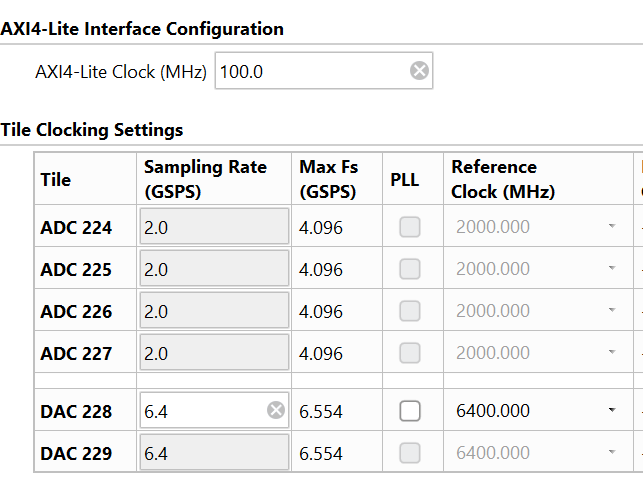 AXI4-Lite Interface Configuration
AXI4-Lite Clock (MHz) 100.0
Tile Clocking Settings
Tile Sampling Rate (GSPS) Max Fs (GSPS) PLL Reference Clock (MHz)
ADC 224 2.0 4.096 2000.000
ADC 225 2.0 4.096 2000.000
ADC 226 2.0 4.096 2000.000
ADC 227 2.0 4.096 2000.000
DAC 228 6.4 6.554 6400.000
DAC 229 6.4 6.554 6400.000